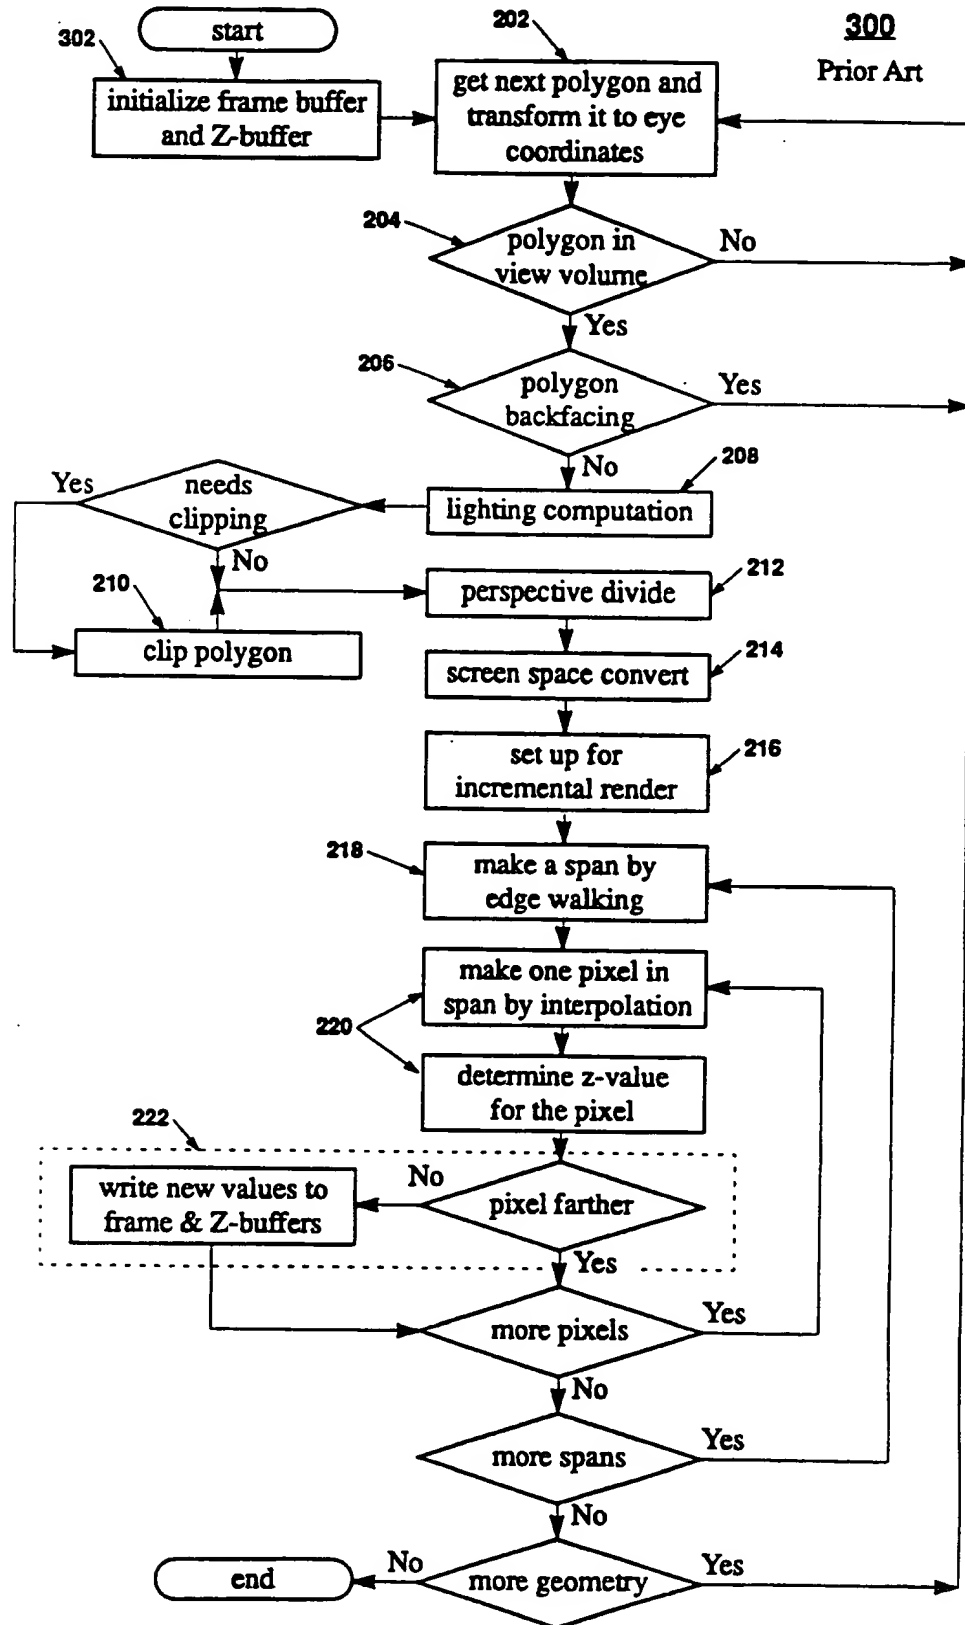 start
302
202
300
Prior Art
initialize frame buffer
and Z-buffer
get next polygon and
transform it to eye
coordinates
204
polygon in
view volume
No
Yes
206
polygon
backfacing
Yes
No
208
lighting computation
Yes
needs
clipping
No
210
clip polygon
perspective divide
212
screen space convert
214
set up for
incremental render
216
218
make a span by
edge walking
make one pixel in
span by interpolation
220
determine z-value
for the pixel
222
write new values to
frame & Z-buffers
No
pixel farther
Yes
more pixels
Yes
No
more spans
Yes
No
end
No
more geometry
Yes